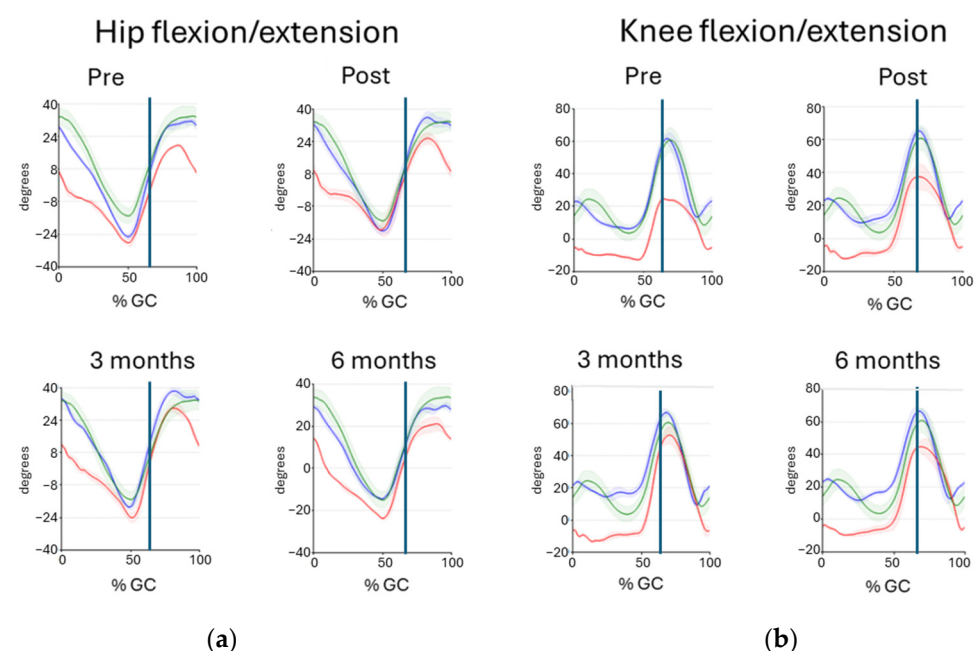 Hip flexion/extension
Knee flexion/extension
Pre
Post
Pre
Post
40
24
8
−8
−24
−40
degrees
0
50
100
% GC
40
24
8
−8
−24
−40
degrees
0
50
100
% GC
80
60
40
20
0
−20
degrees
0
50
100
% GC
80
60
40
20
0
−20
degrees
0
50
100
% GC
3 months
6 months
3 months
6 months
40
24
8
−8
−24
−40
degrees
0
50
100
% GC
40
20
0
−20
40
degrees
0
50
100
% GC
80
60
40
20
0
−20
degrees
0
50
100
% GC
80
60
40
20
0
−20
degrees
0
50
100
% GC
(a)
(b)